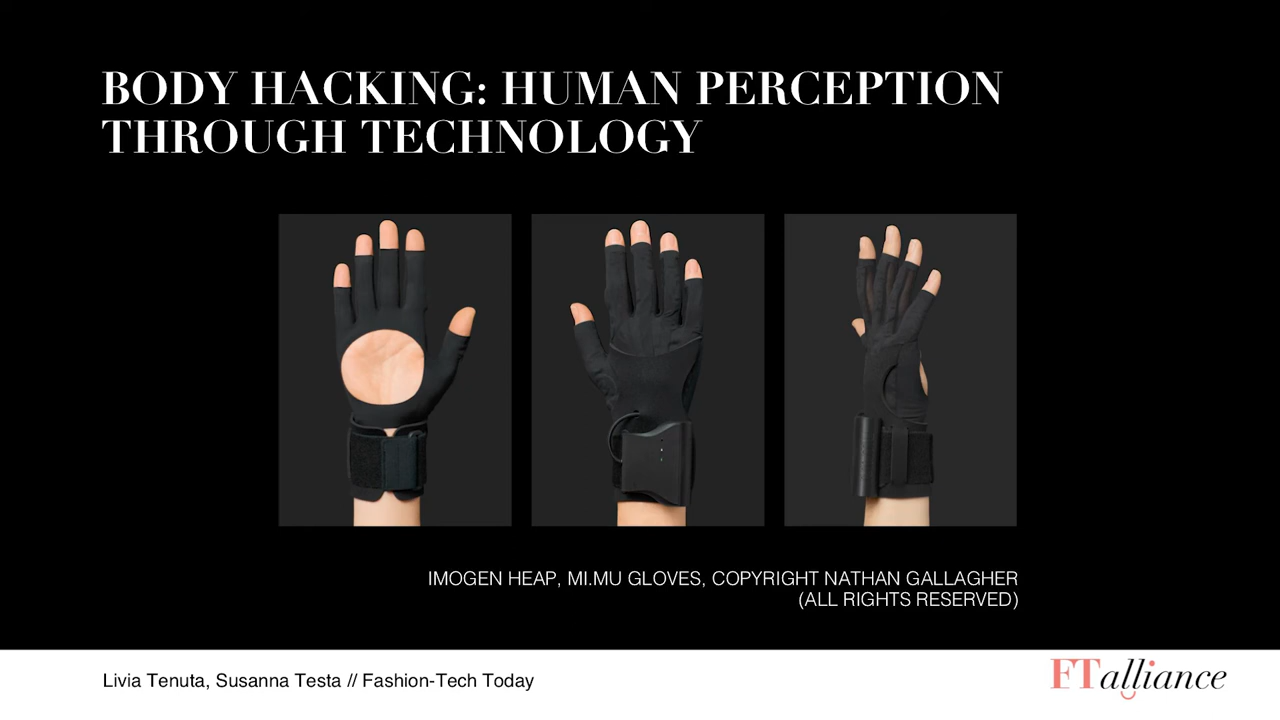 BODY HACKING: HUMAN PERCEPTION
THROUGH TECHNOLOGY
IMOGEN HEAP, MI.MU GLOVES, COPYRIGHT NATHAN GALLAGHER
(ALL RIGHTS RESERVED)
Livia Tenuta, Susanna Testa // Fashion-Tech Today
FTalliance